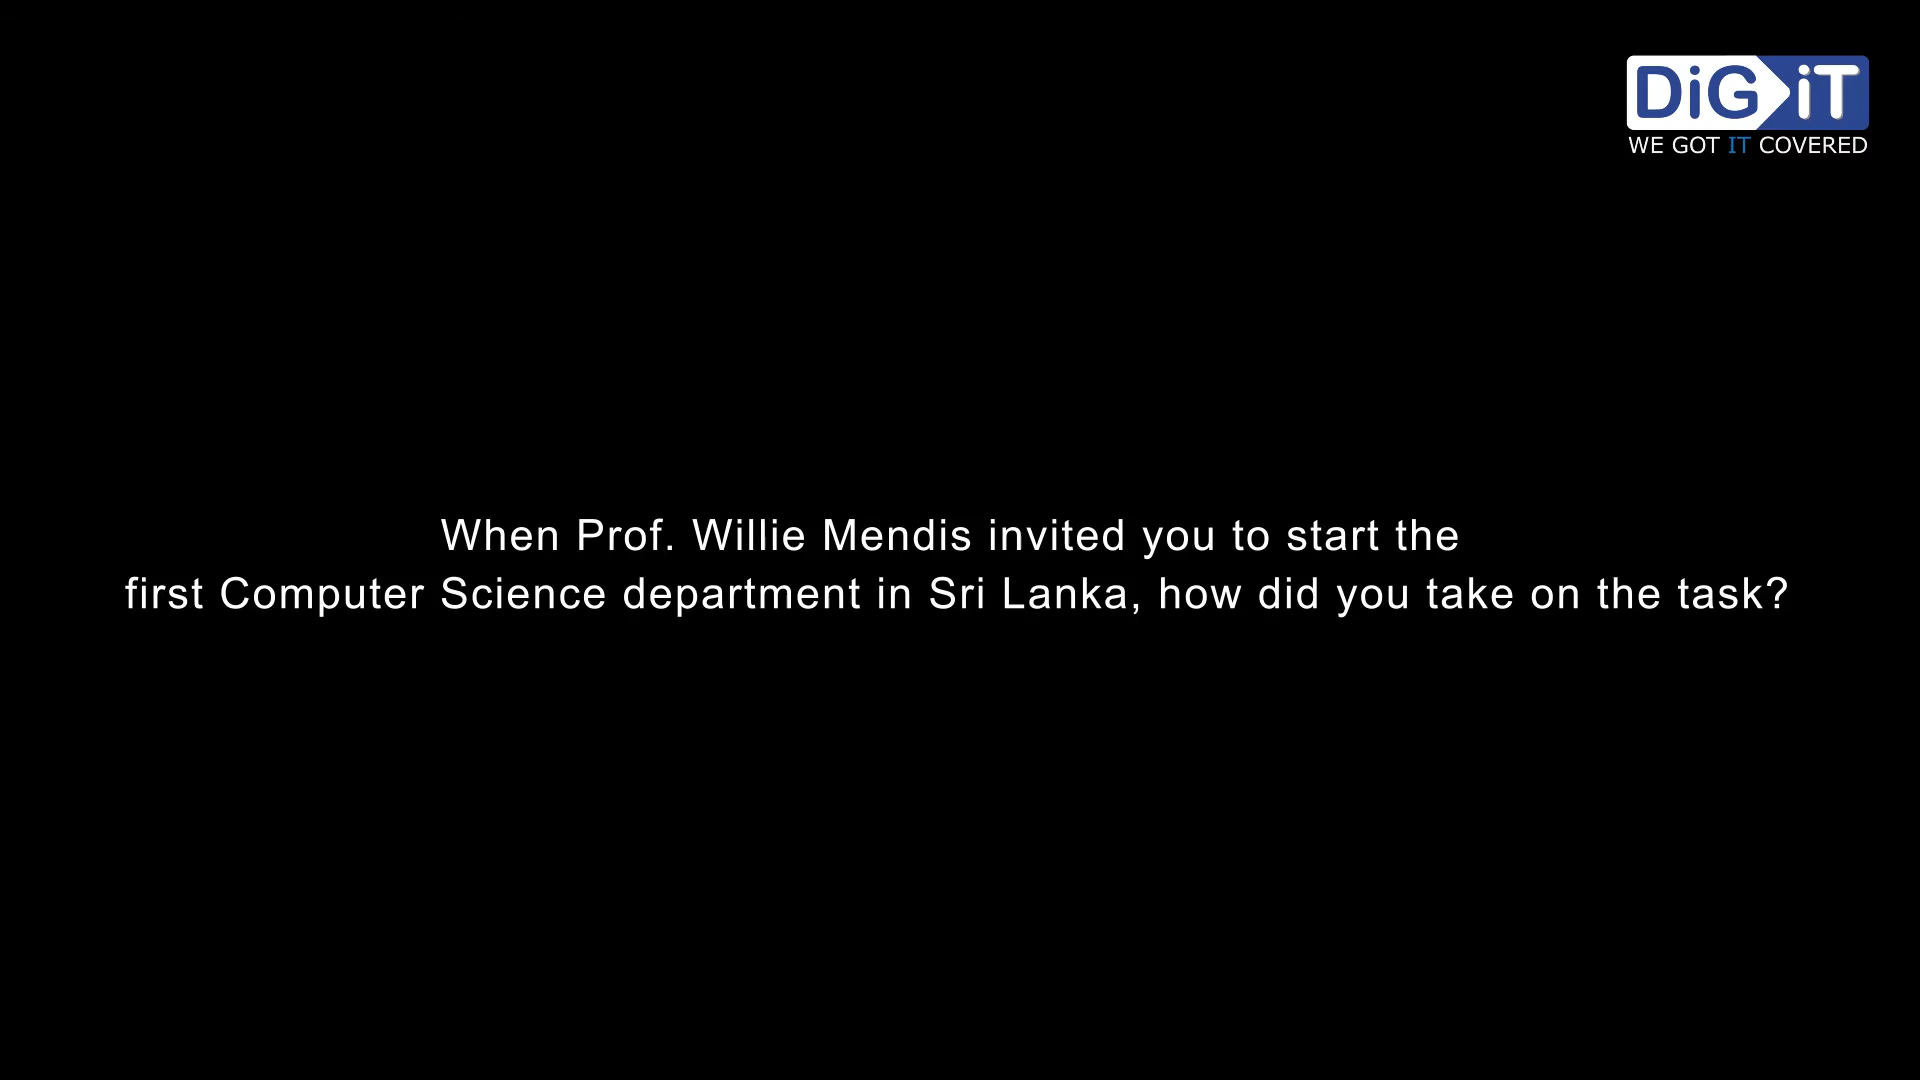 DiG iT
WE GOT IT COVERED
When Prof. Willie Mendis invited you to start the
first Computer Science department in Sri Lanka, how did you take on the task?